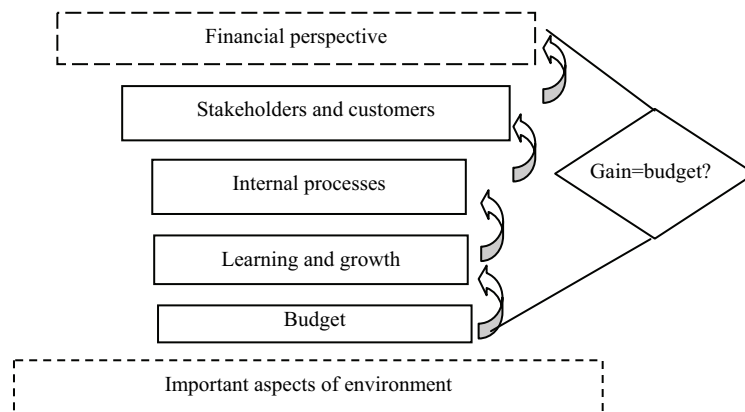 Financial perspective
Stakeholders and customers
Gain=budget?
Internal processes
Learning and growth
Budget
Important aspects of environment